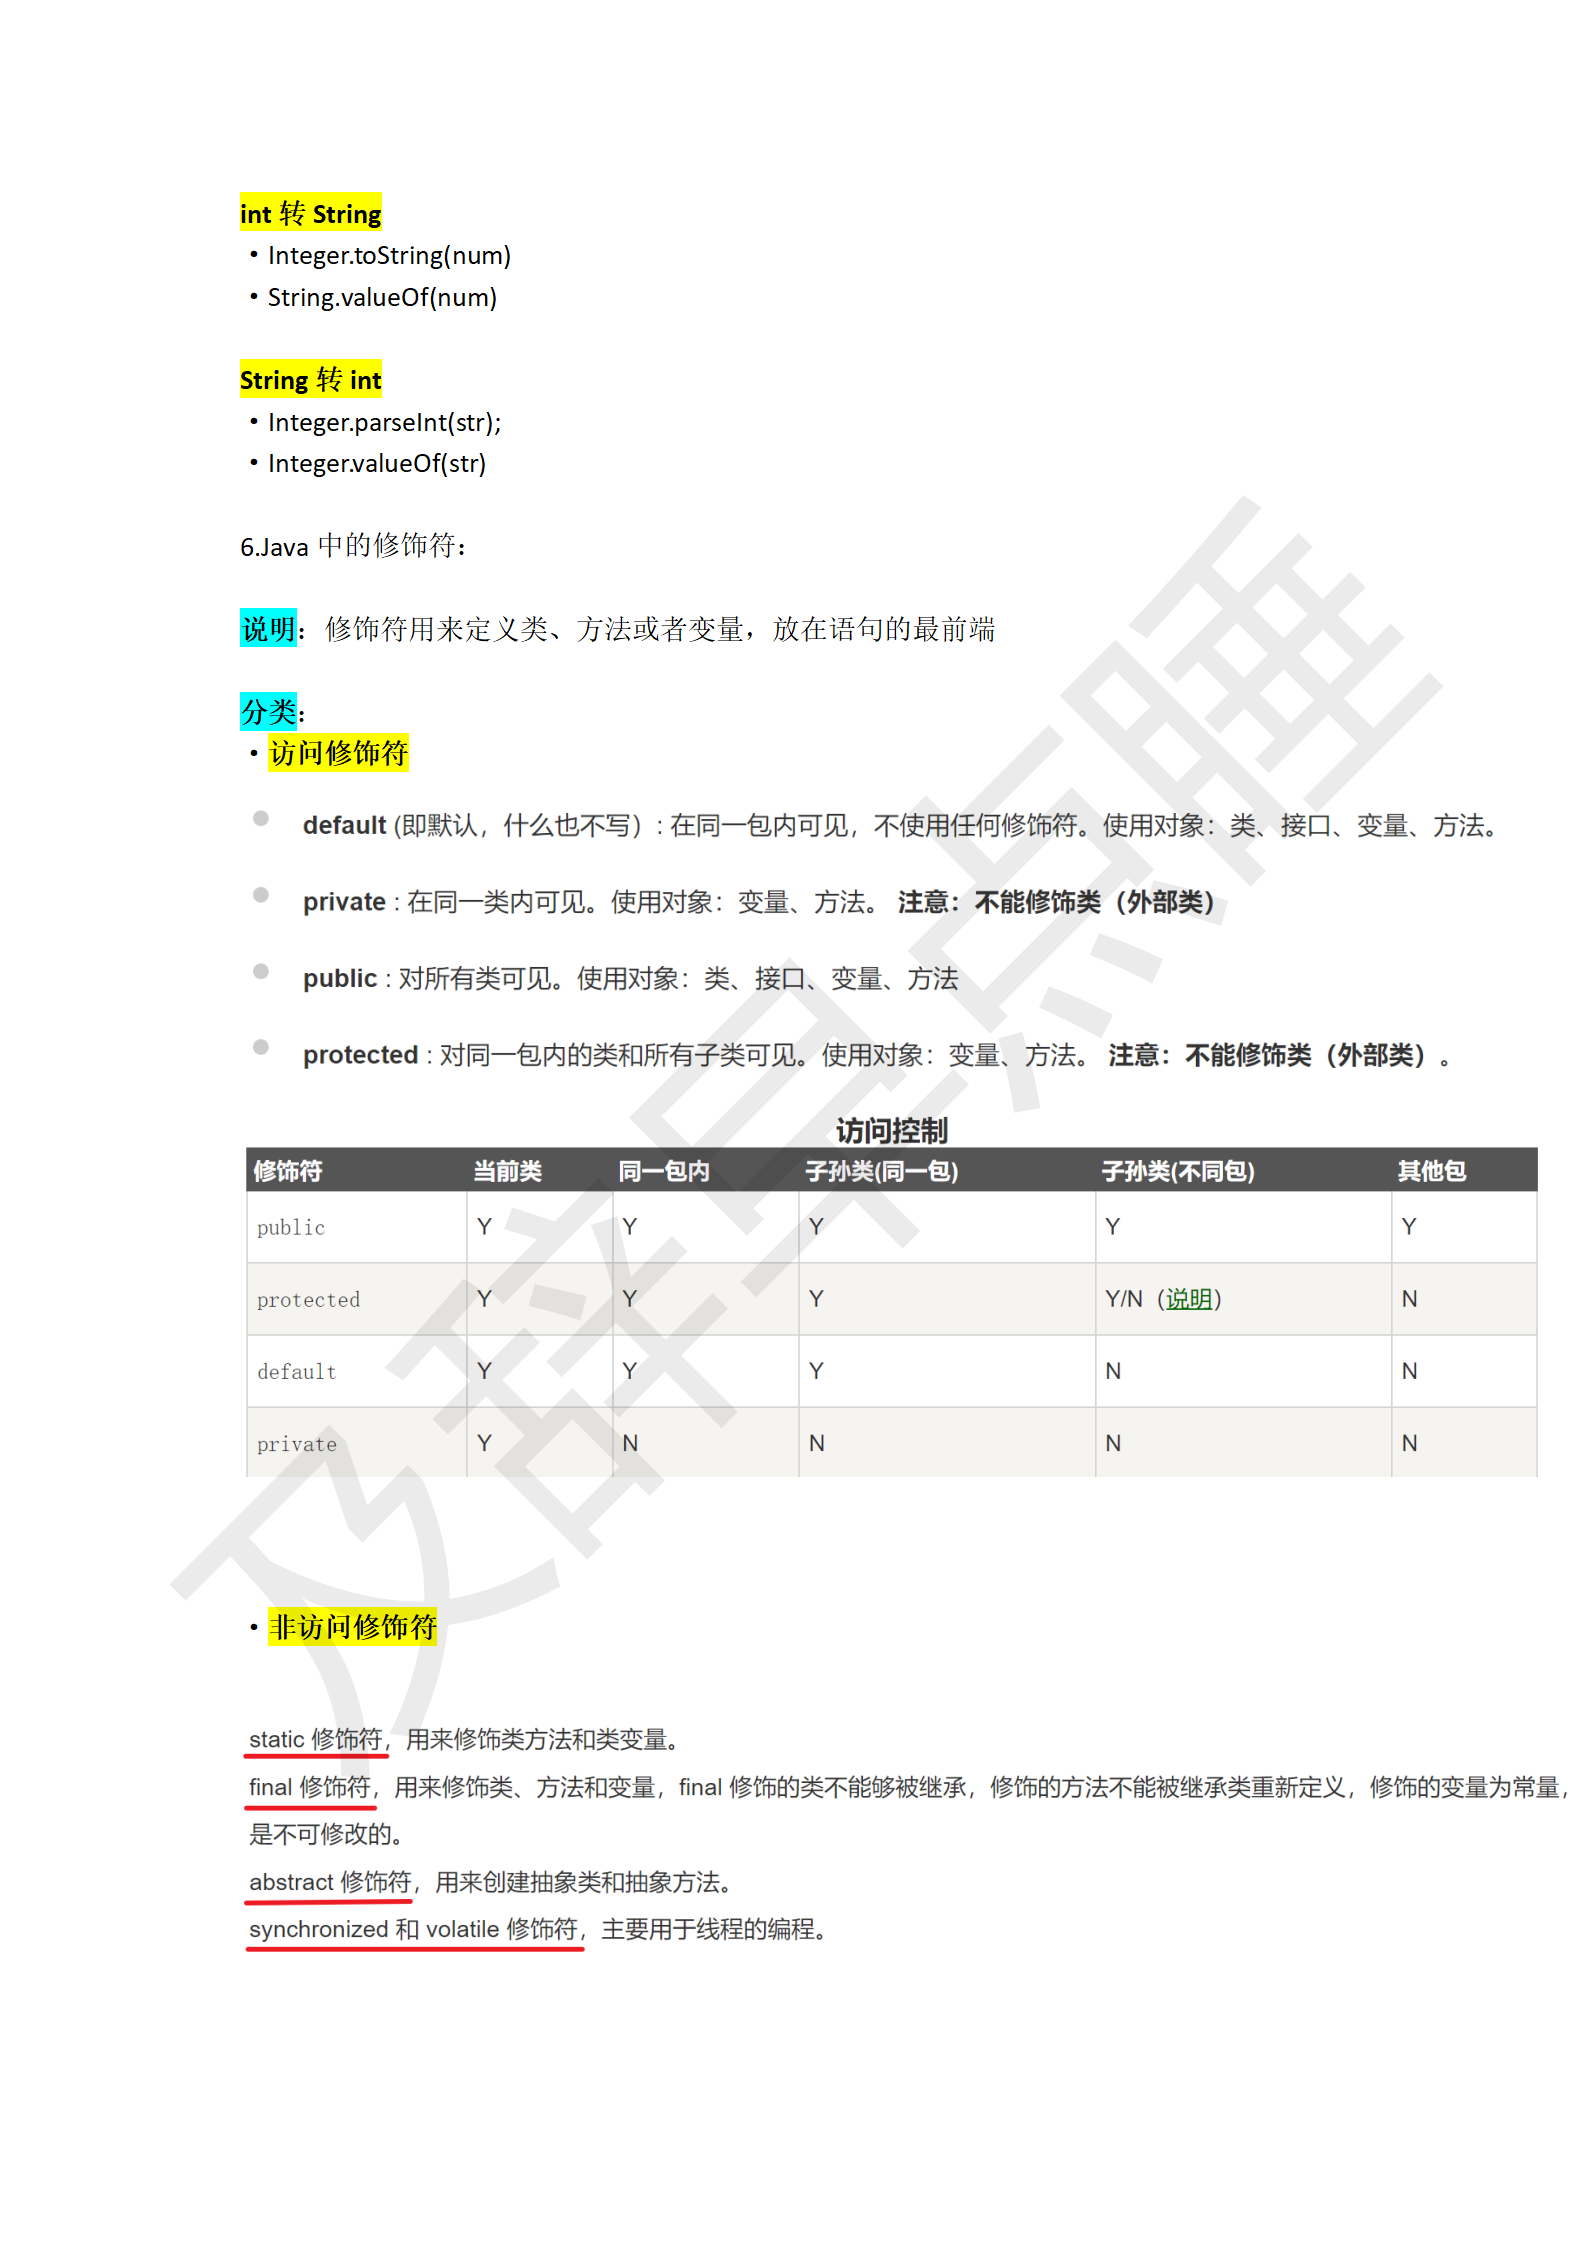 int 转 String
・Integer.toString(num)
・String.valueOf(num)
String 转 int
・Integer.parseInt(str);
・Integer.valueOf(str)
6.Java 中的修饰符：
说明：修饰符用来定义类、方法或者变量，放在语句的最前端
分类：
・访问修饰符
default (即默认，什么也不写）: 在同一包内可见，不使用任何修饰符。使用对象：类、接口、变量、方法。
private : 在同一类内可见。使用对象：变量、方法。 注意：不能修饰类（外部类）
public : 对所有类可见。使用对象：类、接口、变量、方法
protected : 对同一包内的类和所有子类可见。使用对象：变量、方法。 注意：不能修饰类（外部类）。
访问控制
修饰符 当前类 同一包内 子孙类(同一包) 子孙类(不同包) 其他包
public Y Y Y Y Y
protected Y Y Y Y/N（说明） N
default Y Y Y N N
private Y N N N N
・非访问修饰符
static 修饰符，用来修饰类方法和类变量。
final 修饰符，用来修饰类、方法和变量，final 修饰的类不能够被继承，修饰的方法不能被继承类重新定义，修饰的变量为常量，
是不可修改的。
abstract 修饰符，用来创建抽象类和抽象方法。
synchronized 和 volatile 修饰符，主要用于线程的编程。
及辞早点睡